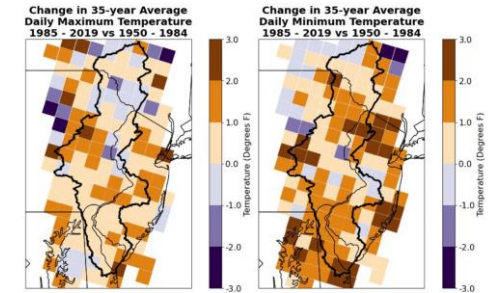 Change in 35-year Average
Daily Maximum Temperature
1985 - 2019 vs 1950 - 1984
3.0
2.0
1.0
0.0
-1.0
-2.0
-3.0
Temperature (Degrees F)
Change in 35-year Average
Daily Minimum Temperature
1985 - 2019 vs 1950 - 1984
3.0
2.0
1.0
0.0
-1.0
-2.0
-3.0
Temperature (Degrees F)